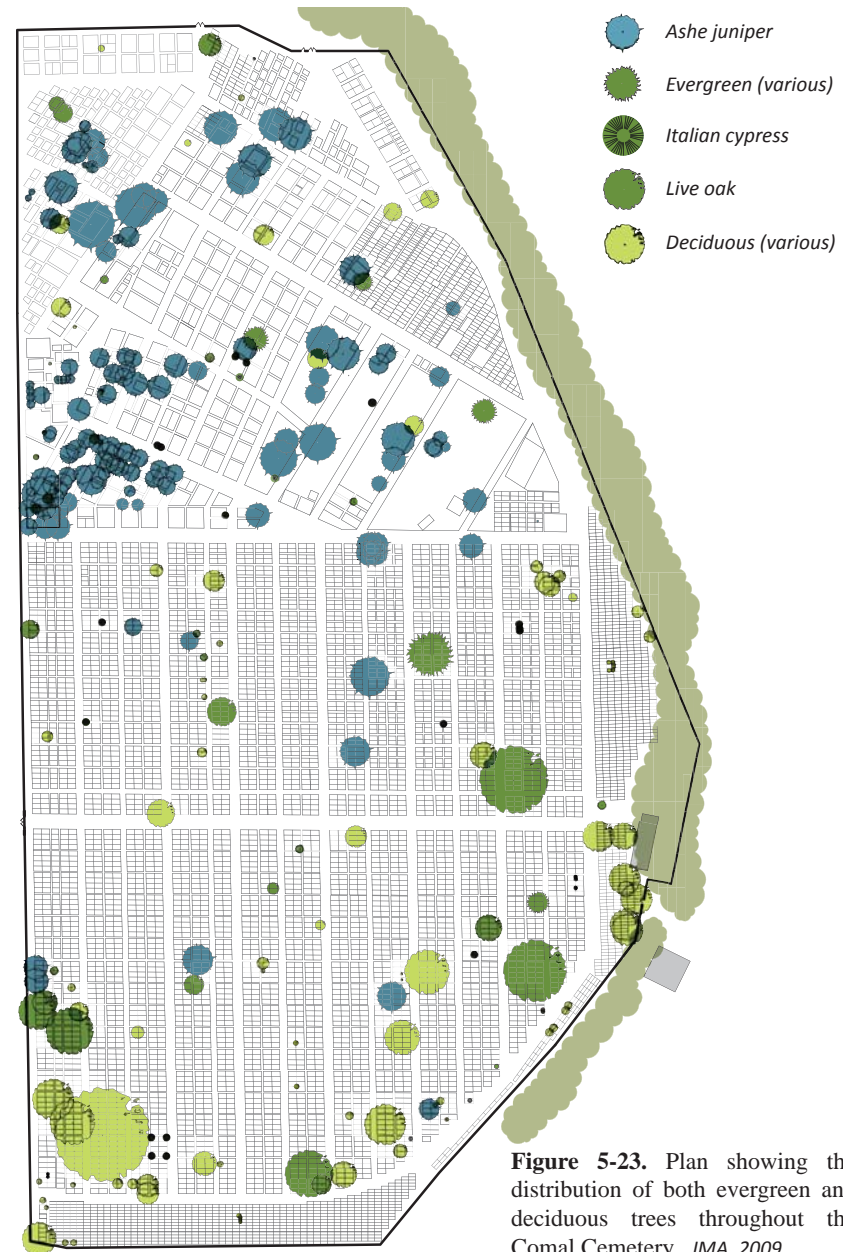 Ashe juniper
Evergreen (various)
Italian cypress
Live oak
Deciduous (various)
Figure 5-23. Plan showing th
distribution of both evergreen an
deciduous trees throughout th
Comal Cemetery. IMA, 2009